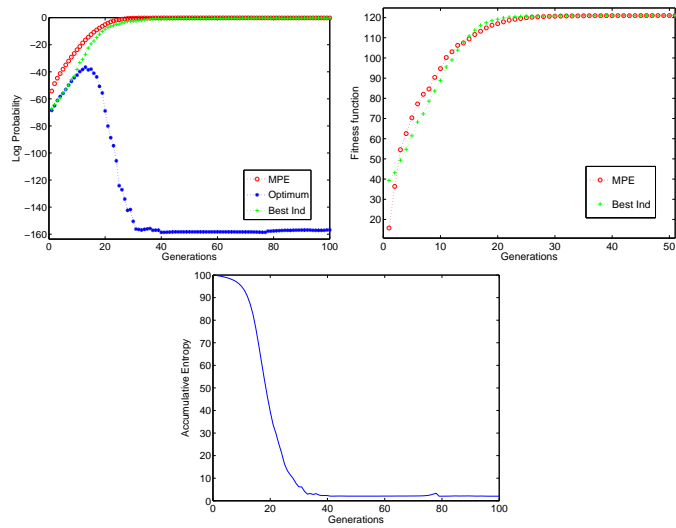 0
−20
−40
−60
−80
−100
−120
−140
−160
Log Probability
MPE
Optimum
Best Ind
0 20 40 60 80 100
Generations
120
110
100
90
80
70
60
50
40
30
20
Fitness function
MPE
Best Ind
0 10 20 30 40 50
Generations
100
90
80
70
60
50
40
30
20
10
0
Accumulative Entropy
0 20 40 60 80 100
Generations